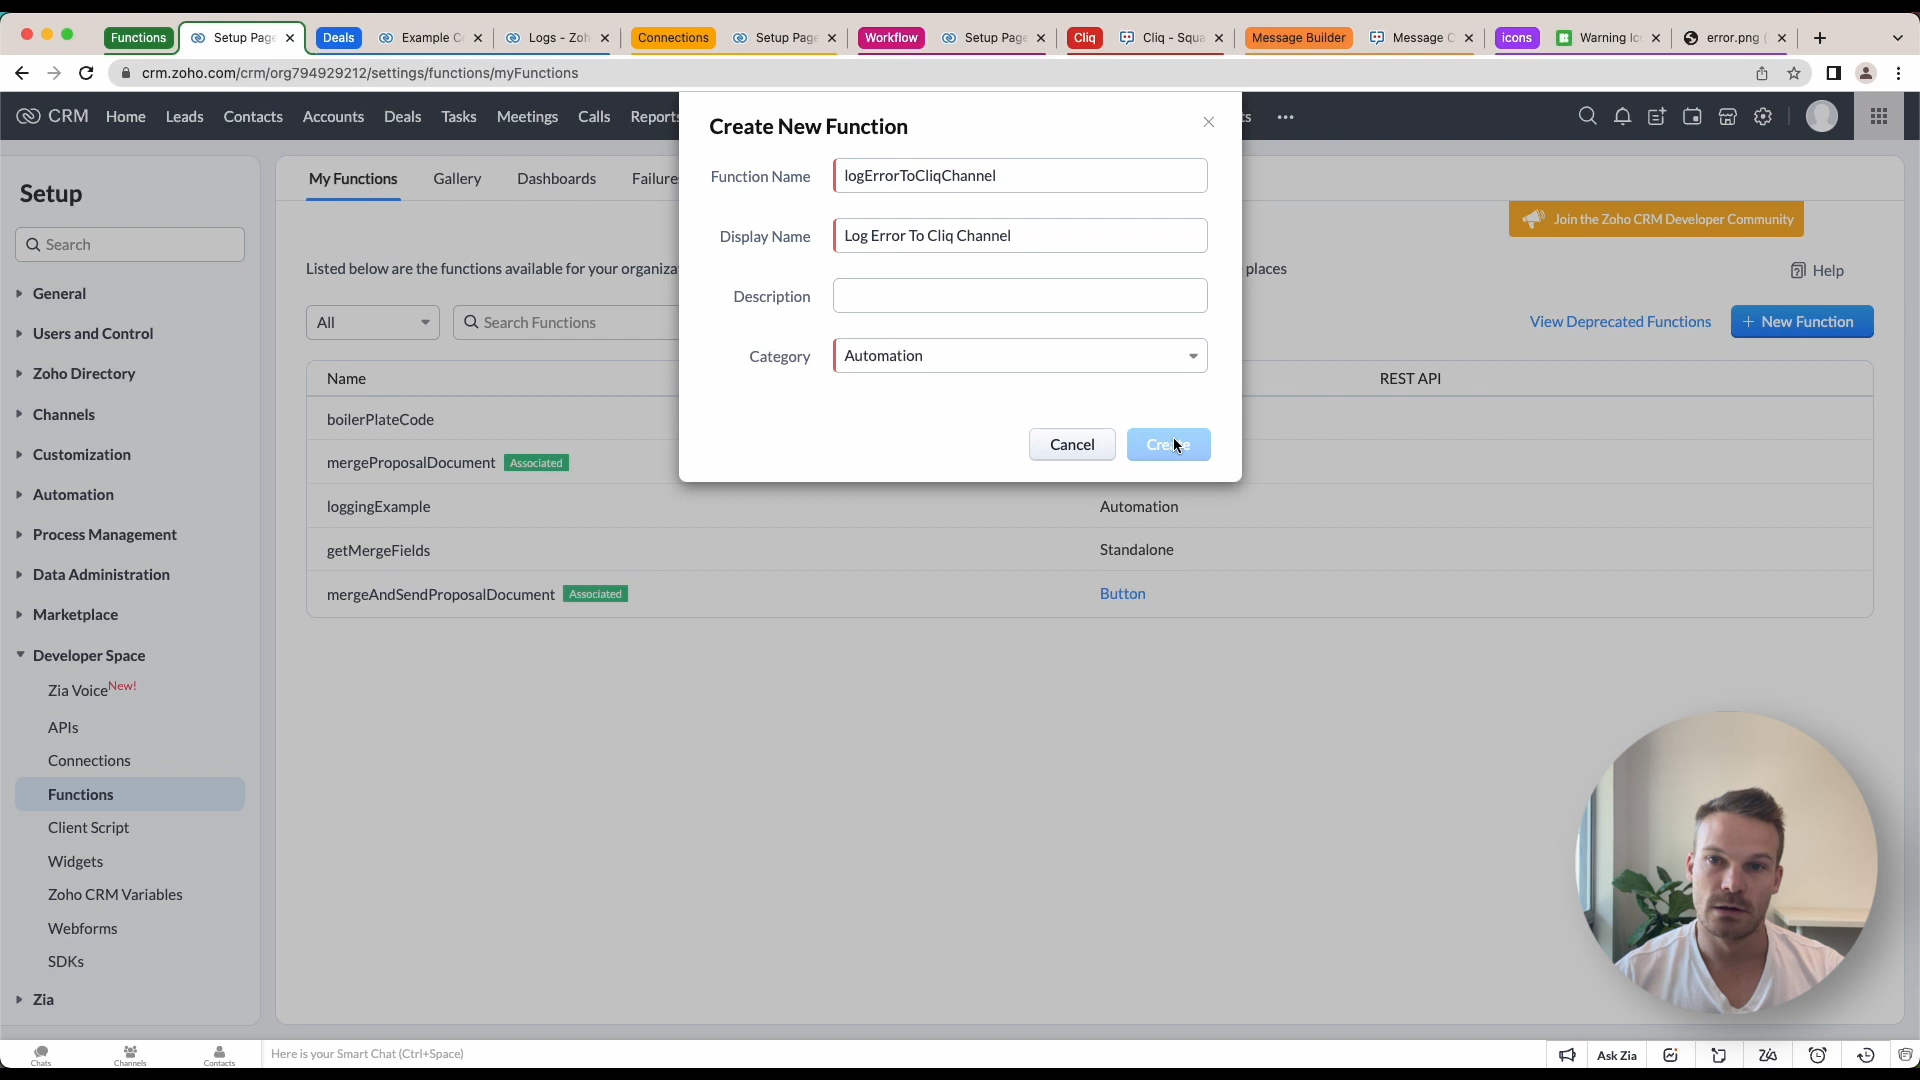 Functions
Setup Page
Deals
Example C
Logs - Zoh
Connections
Setup Page
Workflow
Setup Page
Cliq
Cliq - Squa
Message Builder
Message C
icons
Warning Ic
error.png (
crm.zoho.com/crm/org794929212/settings/functions/myFunctions
CRM
Home
Leads
Contacts
Accounts
Deals
Tasks
Meetings
Calls
Reports
ts
Setup
Search
General
Users and Control
Zoho Directory
Channels
Customization
Automation
Process Management
Data Administration
Marketplace
Developer Space
Zia Voice New!
APIs
Connections
Functions
Client Script
Widgets
Zoho CRM Variables
Webforms
SDKs
Zia
My Functions
Gallery
Dashboards
Failure
Join the Zoho CRM Developer Community
Listed below are the functions available for your organiza
places
Help
All
Search Functions
View Deprecated Functions
+ New Function
Name
REST API
boilerPlateCode
mergeProposalDocument Associated
loggingExample
Automation
getMergeFields
Standalone
mergeAndSendProposalDocument Associated
Button
Create New Function
Function Name
logErrorToCliqChannel
Display Name
Log Error To Cliq Channel
Description
Category
Automation
Cancel
Create
Chats
Channels
Contacts
Here is your Smart Chat (Ctrl+Space)
Ask Zia